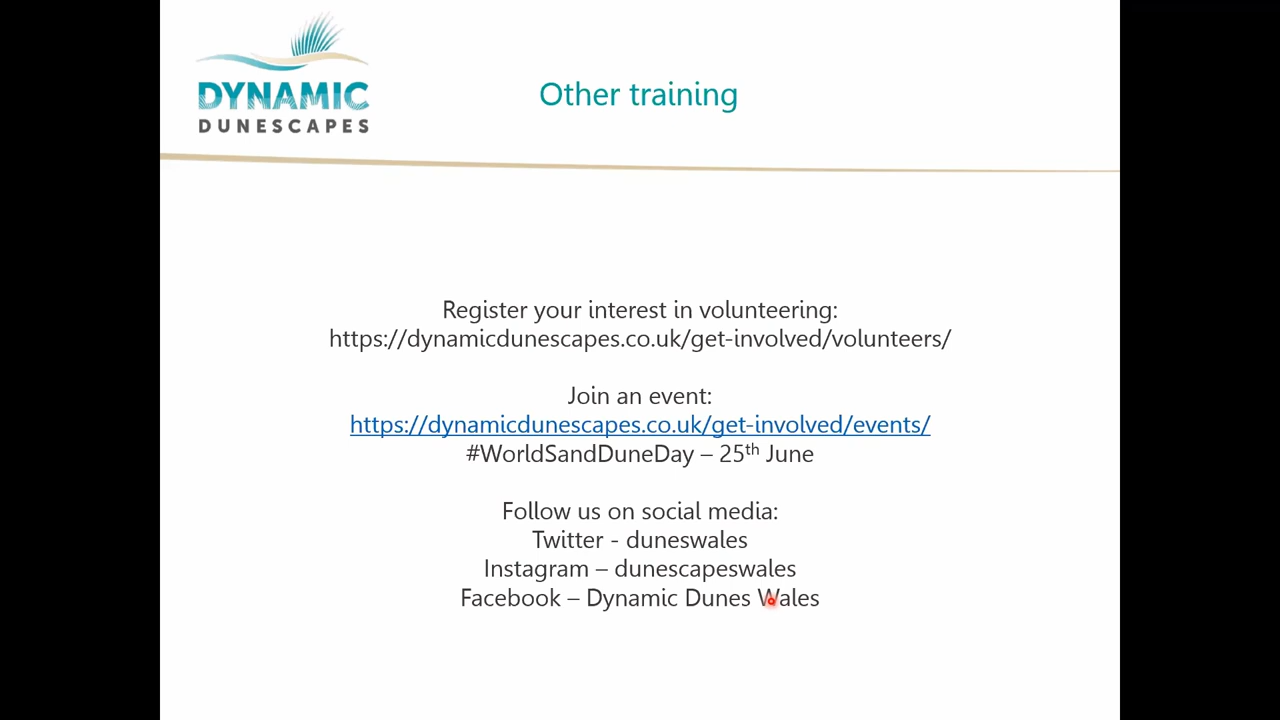 DYNAMIC
DUNESCAPES
Other training
Register your interest in volunteering:
https://dynamicdunescapes.co.uk/get-involved/volunteers/
Join an event:
https://dynamicdunescapes.co.uk/get-involved/events/
#WorldSandDuneDay – 25th June
Follow us on social media:
Twitter - duneswales
Instagram – dunescapeswales
Facebook – Dynamic Dunes Wales